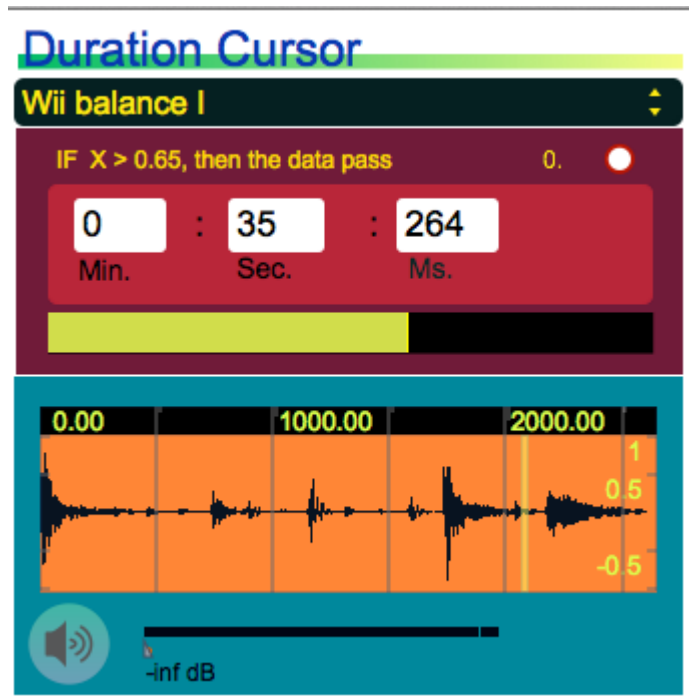 Duration Cursor
Wii balance I
IF X > 0.65, then the data pass 0.
0 : 35 : 264
Min. Sec. Ms.
0.00 1000.00 2000.00
1
0.5
-0.5
-inf dB